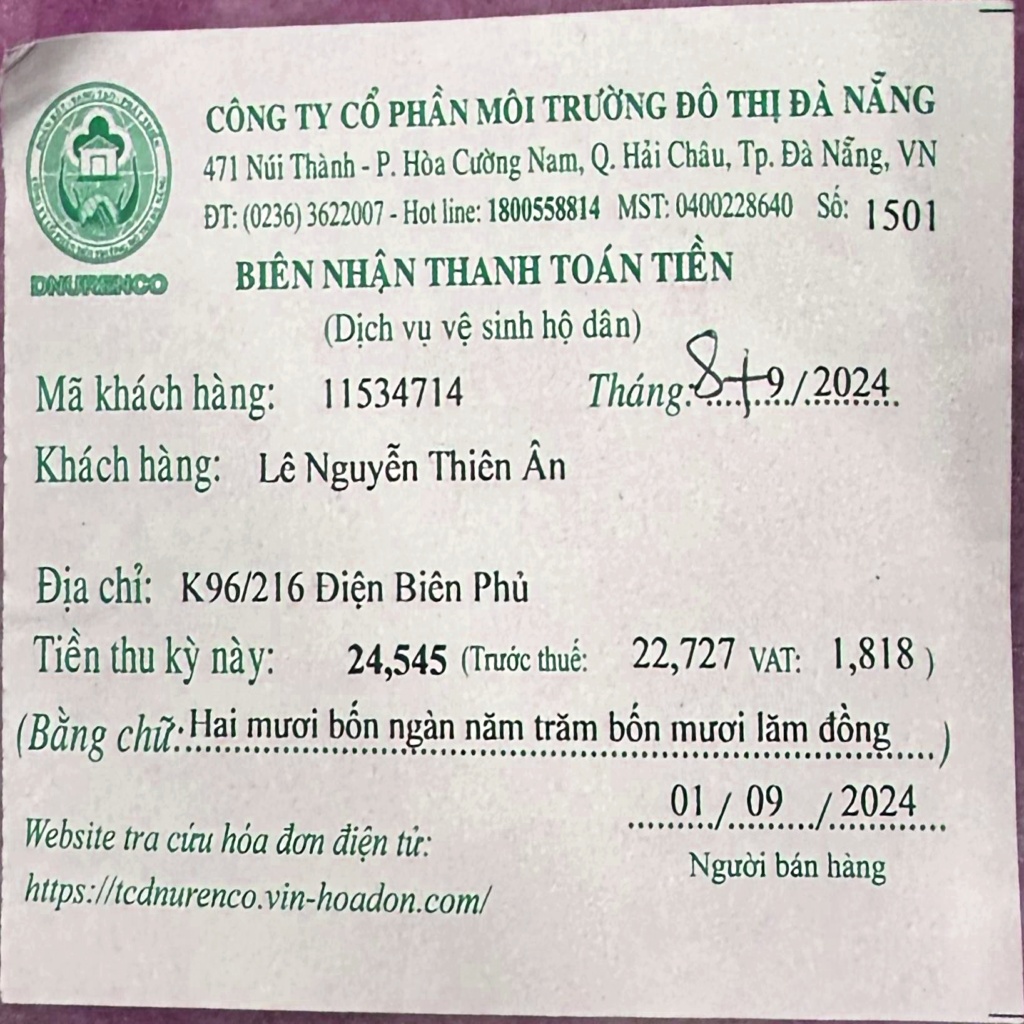 CÔNG TY CỔ PHẦN MÔI TRƯỜNG ĐÔ THỊ ĐÀ NẴNG
471 Núi Thành - P. Hòa Cường Nam, Q. Hải Châu, Tp. Đà Nẵng, VN
ĐT: (0236) 3622007 - Hot line: 1800558814 MST: 0400228640 Số: 1501
DNURENCO
BIÊN NHẬN THANH TOÁN TIỀN
(Dịch vụ vệ sinh hộ dân)
Mã khách hàng: 11534714 Tháng: 8+9/2024
Khách hàng: Lê Nguyễn Thiên Ân
Địa chỉ: K96/216 Điện Biên Phủ
Tiền thu kỳ này: 24,545 (Trước thuế: 22,727 VAT: 1,818 )
(Bằng chữ: Hai mươi bốn ngàn năm trăm bốn mươi lăm đồng )
01 / 09 / 2024
Người bán hàng
Website tra cứu hóa đơn điện tử:
https://tcdnurenco.vin-hoadon.com/